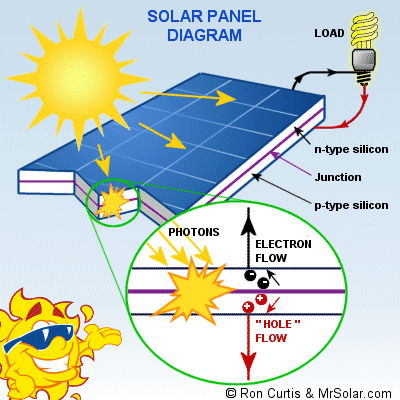 SOLAR PANEL
DIAGRAM
LOAD
n-type silicon
Junction
p-type silicon
PHOTONS
ELECTRON
FLOW
"HOLE"
FLOW
© Ron Curtis & MrSolar.com